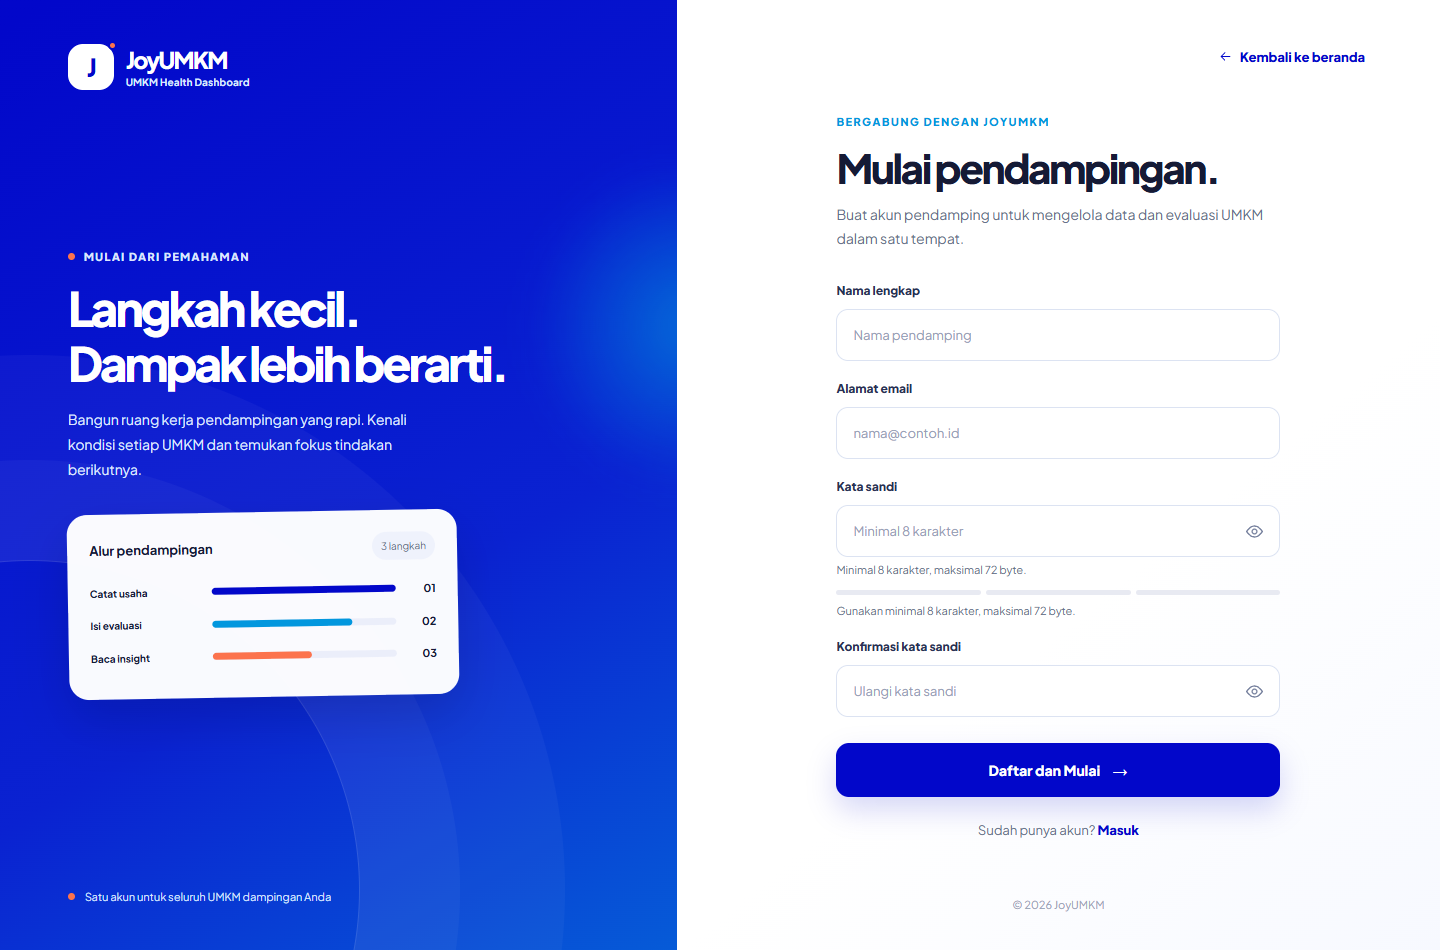 J
JoyUMKM
UMKM Health Dashboard
MULAI DARI PEMAHAMAN
Langkah kecil.
Dampak lebih berarti.
Bangun ruang kerja pendampingan yang rapi. Kenali
kondisi setiap UMKM dan temukan fokus tindakan
berikutnya.
Alur pendampingan
3 langkah
Catat usaha 01
Isi evaluasi 02
Baca insight 03
Satu akun untuk seluruh UMKM dampingan Anda
← Kembali ke beranda
BERGABUNG DENGAN JOYUMKM
Mulai pendampingan.
Buat akun pendamping untuk mengelola data dan evaluasi UMKM
dalam satu tempat.
Nama lengkap
Nama pendamping
Alamat email
nama@contoh.id
Kata sandi
Minimal 8 karakter
Minimal 8 karakter, maksimal 72 byte.
Gunakan minimal 8 karakter, maksimal 72 byte.
Konfirmasi kata sandi
Ulangi kata sandi
Daftar dan Mulai →
Sudah punya akun? Masuk
© 2026 JoyUMKM